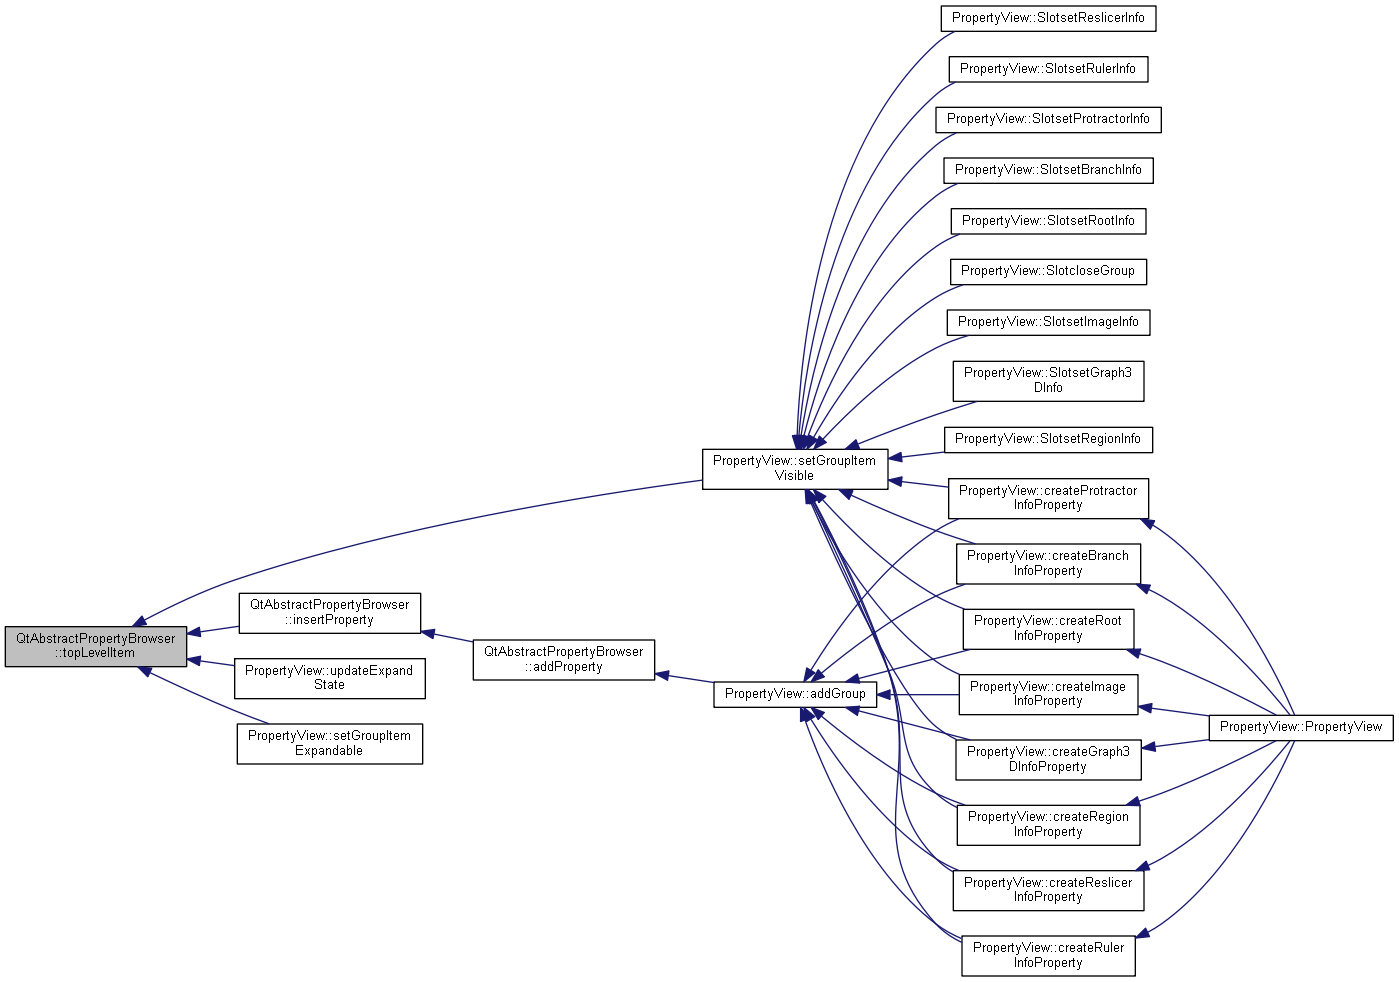 PropertyView::SlotsetReslicerInfo
PropertyView::SlotsetRulerInfo
PropertyView::SlotsetProtractorInfo
PropertyView::SlotsetBranchInfo
PropertyView::SlotsetRootInfo
PropertyView::SlotcloseGroup
PropertyView::SlotsetImageInfo
PropertyView::SlotsetGraph3
DInfo
PropertyView::SlotsetRegionInfo
PropertyView::setGroupItem
Visible
PropertyView::createProtractor
InfoProperty
PropertyView::createBranch
InfoProperty
QtAbstractPropertyBrowser
::insertProperty
PropertyView::createRoot
InfoProperty
QtAbstractPropertyBrowser
::topLevelItem
QtAbstractPropertyBrowser
::addProperty
PropertyView::updateExpand
State
PropertyView::addGroup
PropertyView::createImage
InfoProperty
PropertyView::PropertyView
PropertyView::setGroupItem
Expandable
PropertyView::createGraph3
DInfoProperty
PropertyView::createRegion
InfoProperty
PropertyView::createReslicer
InfoProperty
PropertyView::createRuler
InfoProperty